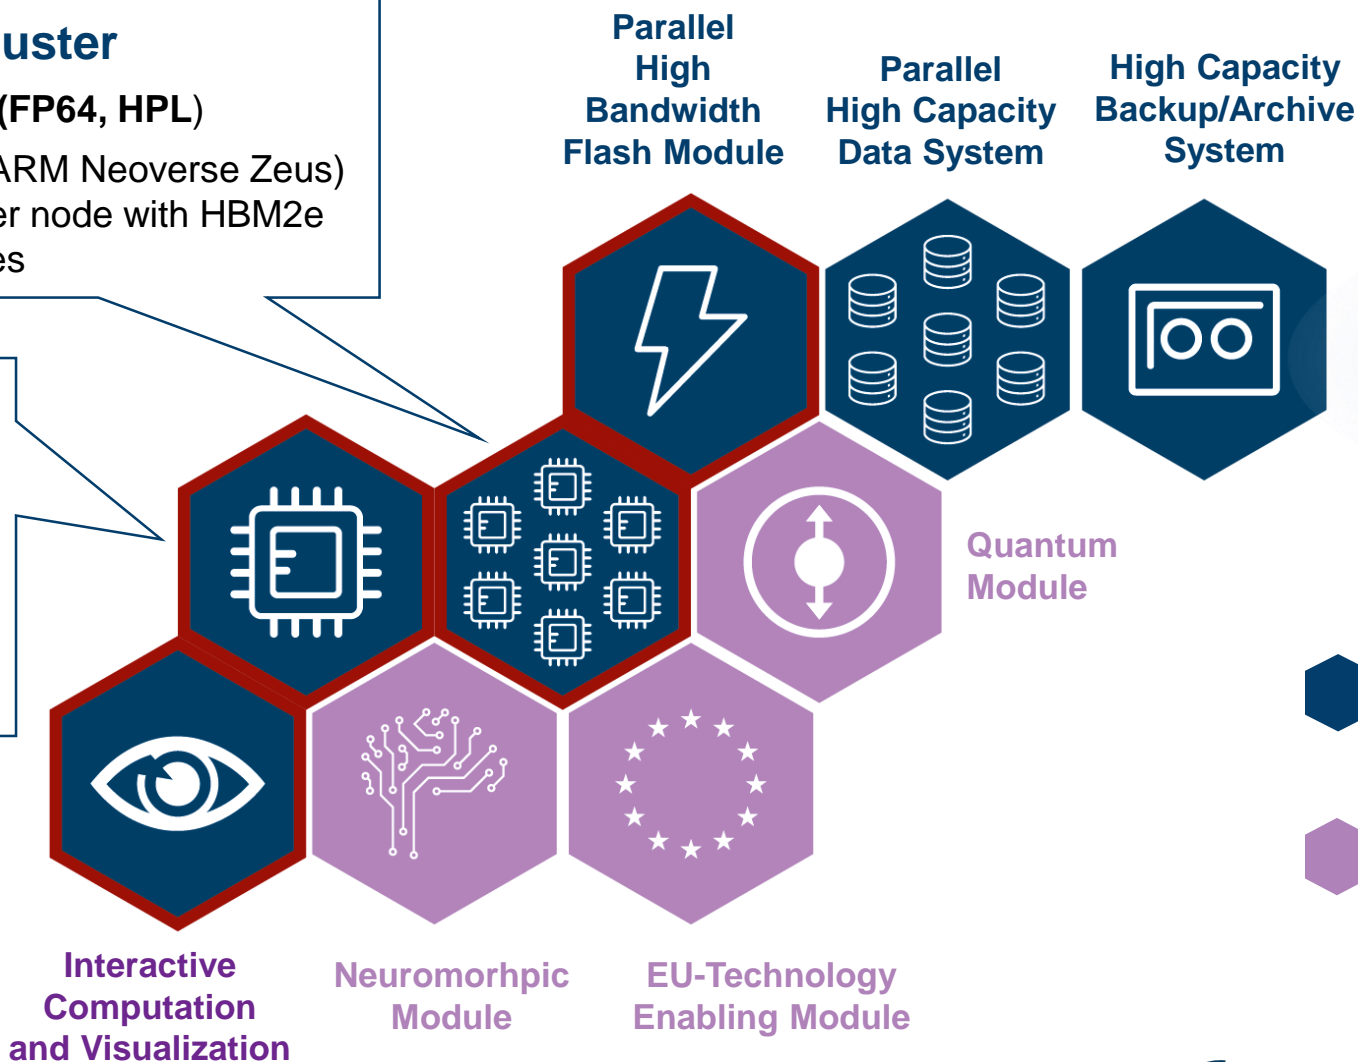 uster
(FP64, HPL)
ARM Neoverse Zeus)
er node with HBM2e
es
Parallel
High
Bandwidth
Flash Module
Parallel
High Capacity
Data System
High Capacity
Backup/Archive
System
Quantum
Module
Interactive
Computation
and Visualization
Neuromorhpic
Module
EU-Technology
Enabling Module